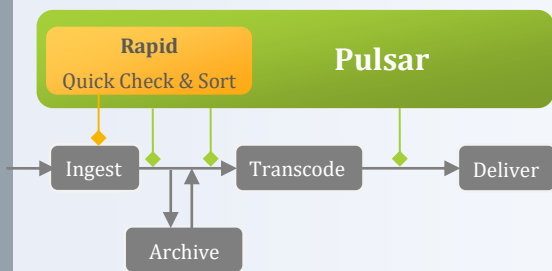 Rapid
Quick Check & Sort
Pulsar
Ingest
Transcode
Deliver
Archive